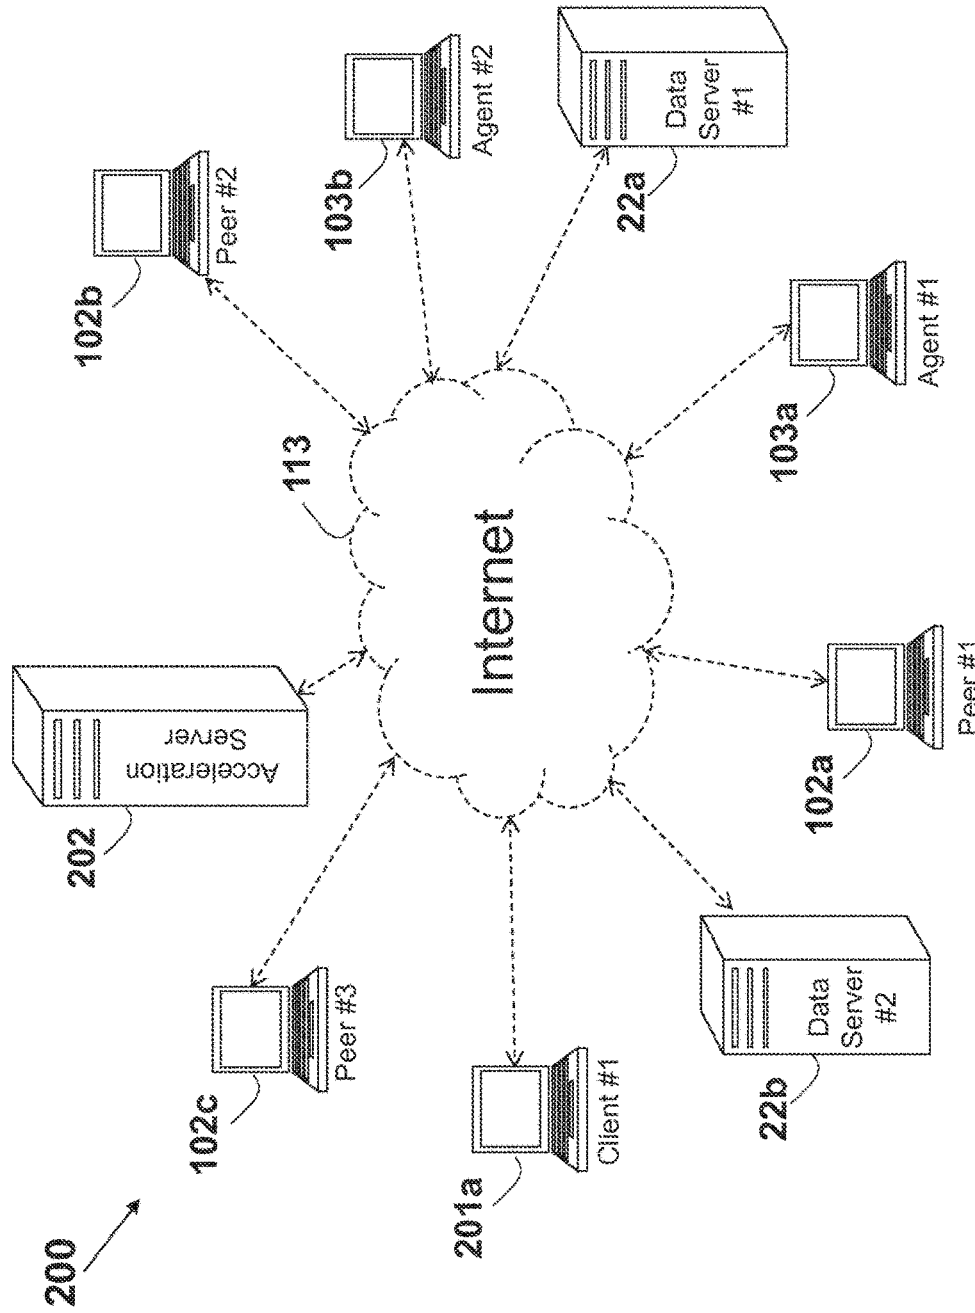 200
102c
Peer #3
202
Acceleration
Server
102b
Peer #2
113
103b
Agent #2
Internet
201a
Client #1
22a
Data
Server
#1
22b
Data
Server
#2
102a
Peer #1
103a
Agent #1